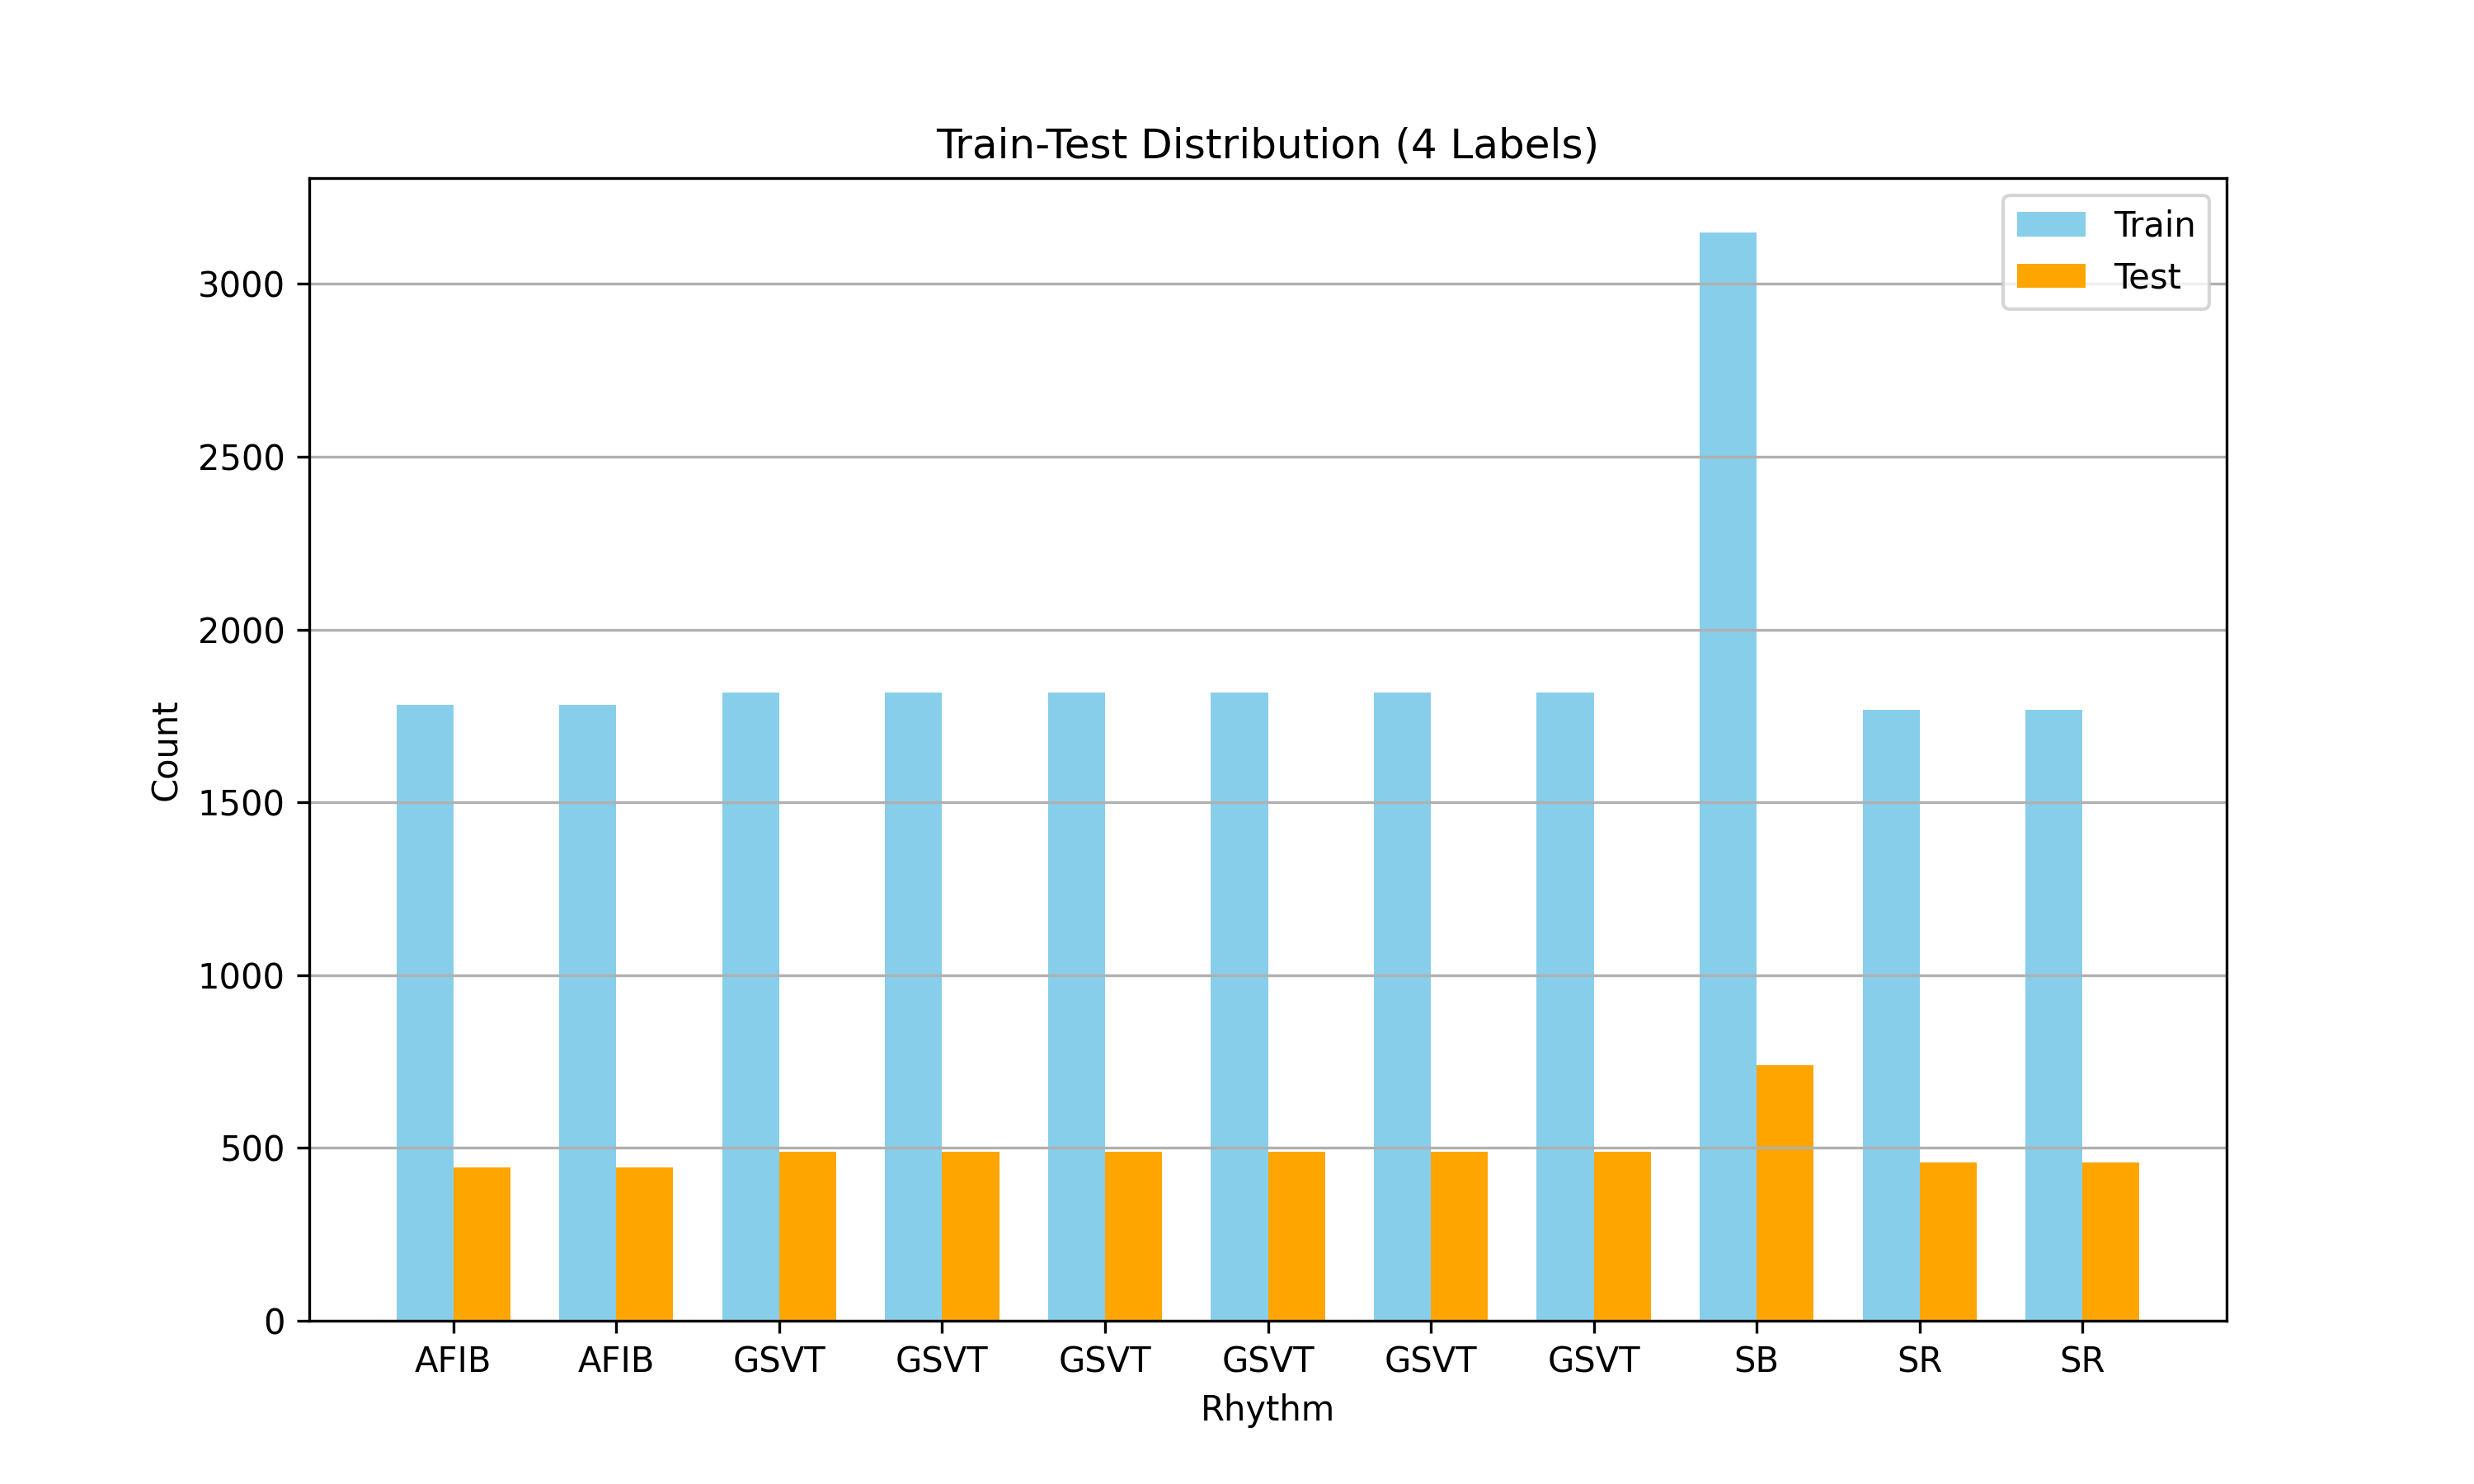 Train-Test Distribution (4 Labels)
Train
Test
3000
2500
2000
1500
1000
500
0
Count
AFIB AFIB GSVT GSVT GSVT GSVT GSVT GSVT SB SR SR
Rhythm